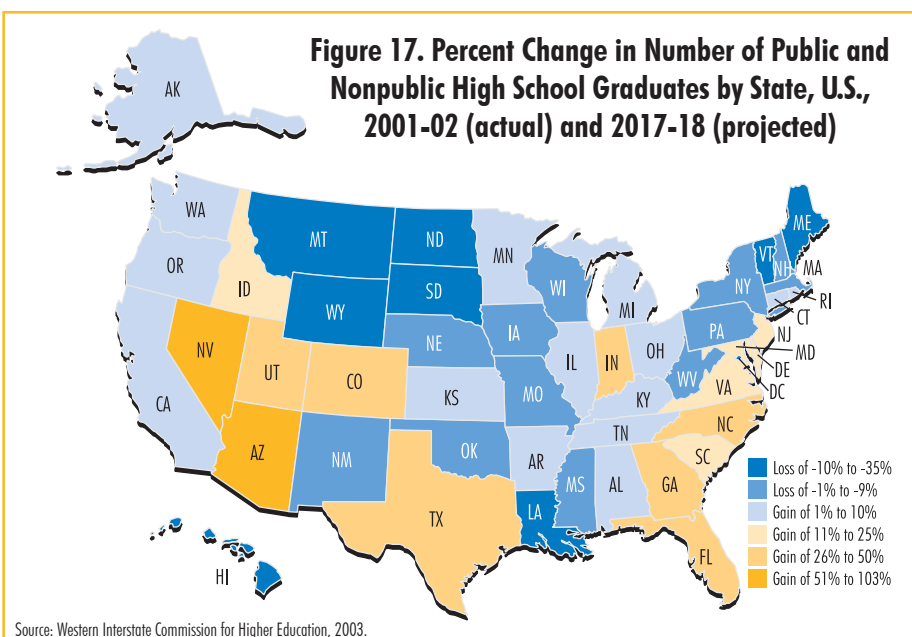 Figure 17. Percent Change in Number of Public and
Nonpublic High School Graduates by State, U.S.,
2001-02 (actual) and 2017-18 (projected)
AK
WA
OR
CA
ID
NV
MT
WY
UT
AZ
CO
NM
ND
SD
NE
KS
OK
TX
MN
IA
MO
AR
LA
WI
IL
MS
MI
IN
KY
TN
AL
OH
WV
GA
FL
SC
NC
VA
PA
NY
VT
NH
ME
MA
RI
CT
NJ
MD
DE
DC
HI
Loss of -10% to -35%
Loss of -1% to -9%
Gain of 1% to 10%
Gain of 11% to 25%
Gain of 26% to 50%
Gain of 51% to 103%
Source: Western Interstate Commission for Higher Education, 2003.